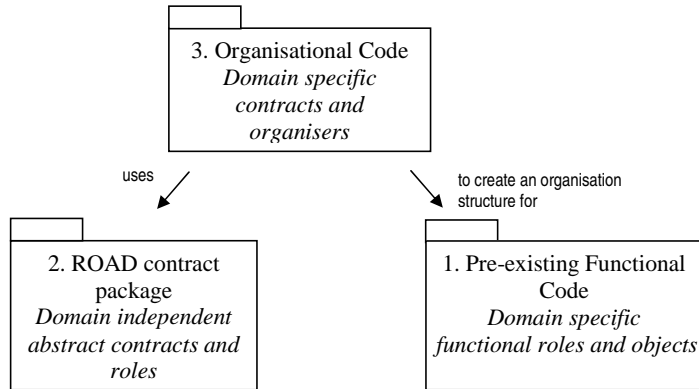 3. Organisational Code
Domain specific
contracts and
organisers
uses
to create an organisation
structure for
2. ROAD contract
package
Domain independent
abstract contracts and
roles
1. Pre-existing Functional
Code
Domain specific
functional roles and objects